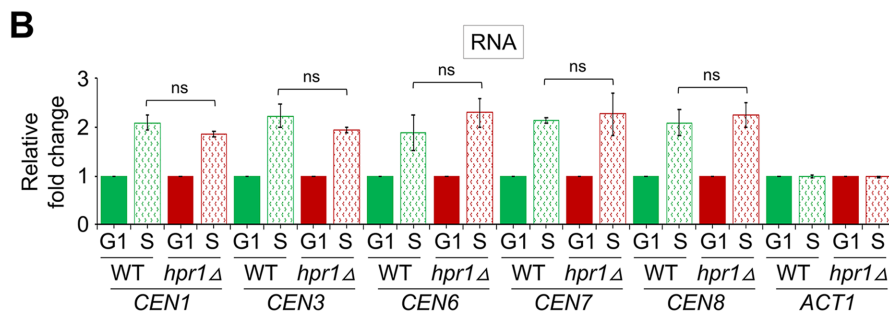 B
RNA
Relative
fold change
3
2
1
0
ns ns ns ns ns
G1 S G1 S G1 S G1 S G1 S G1 S G1 S G1 S G1 S G1 S G1 S G1 S
WT hpr1Δ WT hpr1Δ WT hpr1Δ WT hpr1Δ WT hpr1Δ WT hpr1Δ
CEN1 CEN3 CEN6 CEN7 CEN8 ACT1